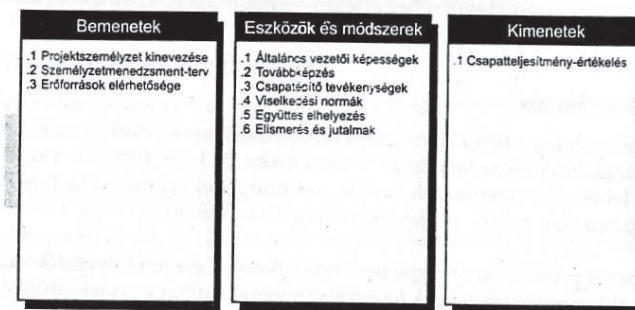 Bemenetek
.1 Projektszemélyzet kinevezése
.2 Személyzetmenedzsment-terv
.3 Erőforrások elérhetősége
Eszközök és módszerek
.1 Általáncs vezetői képességek
.2 Továbbképzés
.3 Csapatépítő tevékenységek
.4 Viselkedési normák
.5 Együttes elhelyezés
.6 Elismerés és jutalmak
Kimenetek
.1 Csapatteljesítmény-értékelés